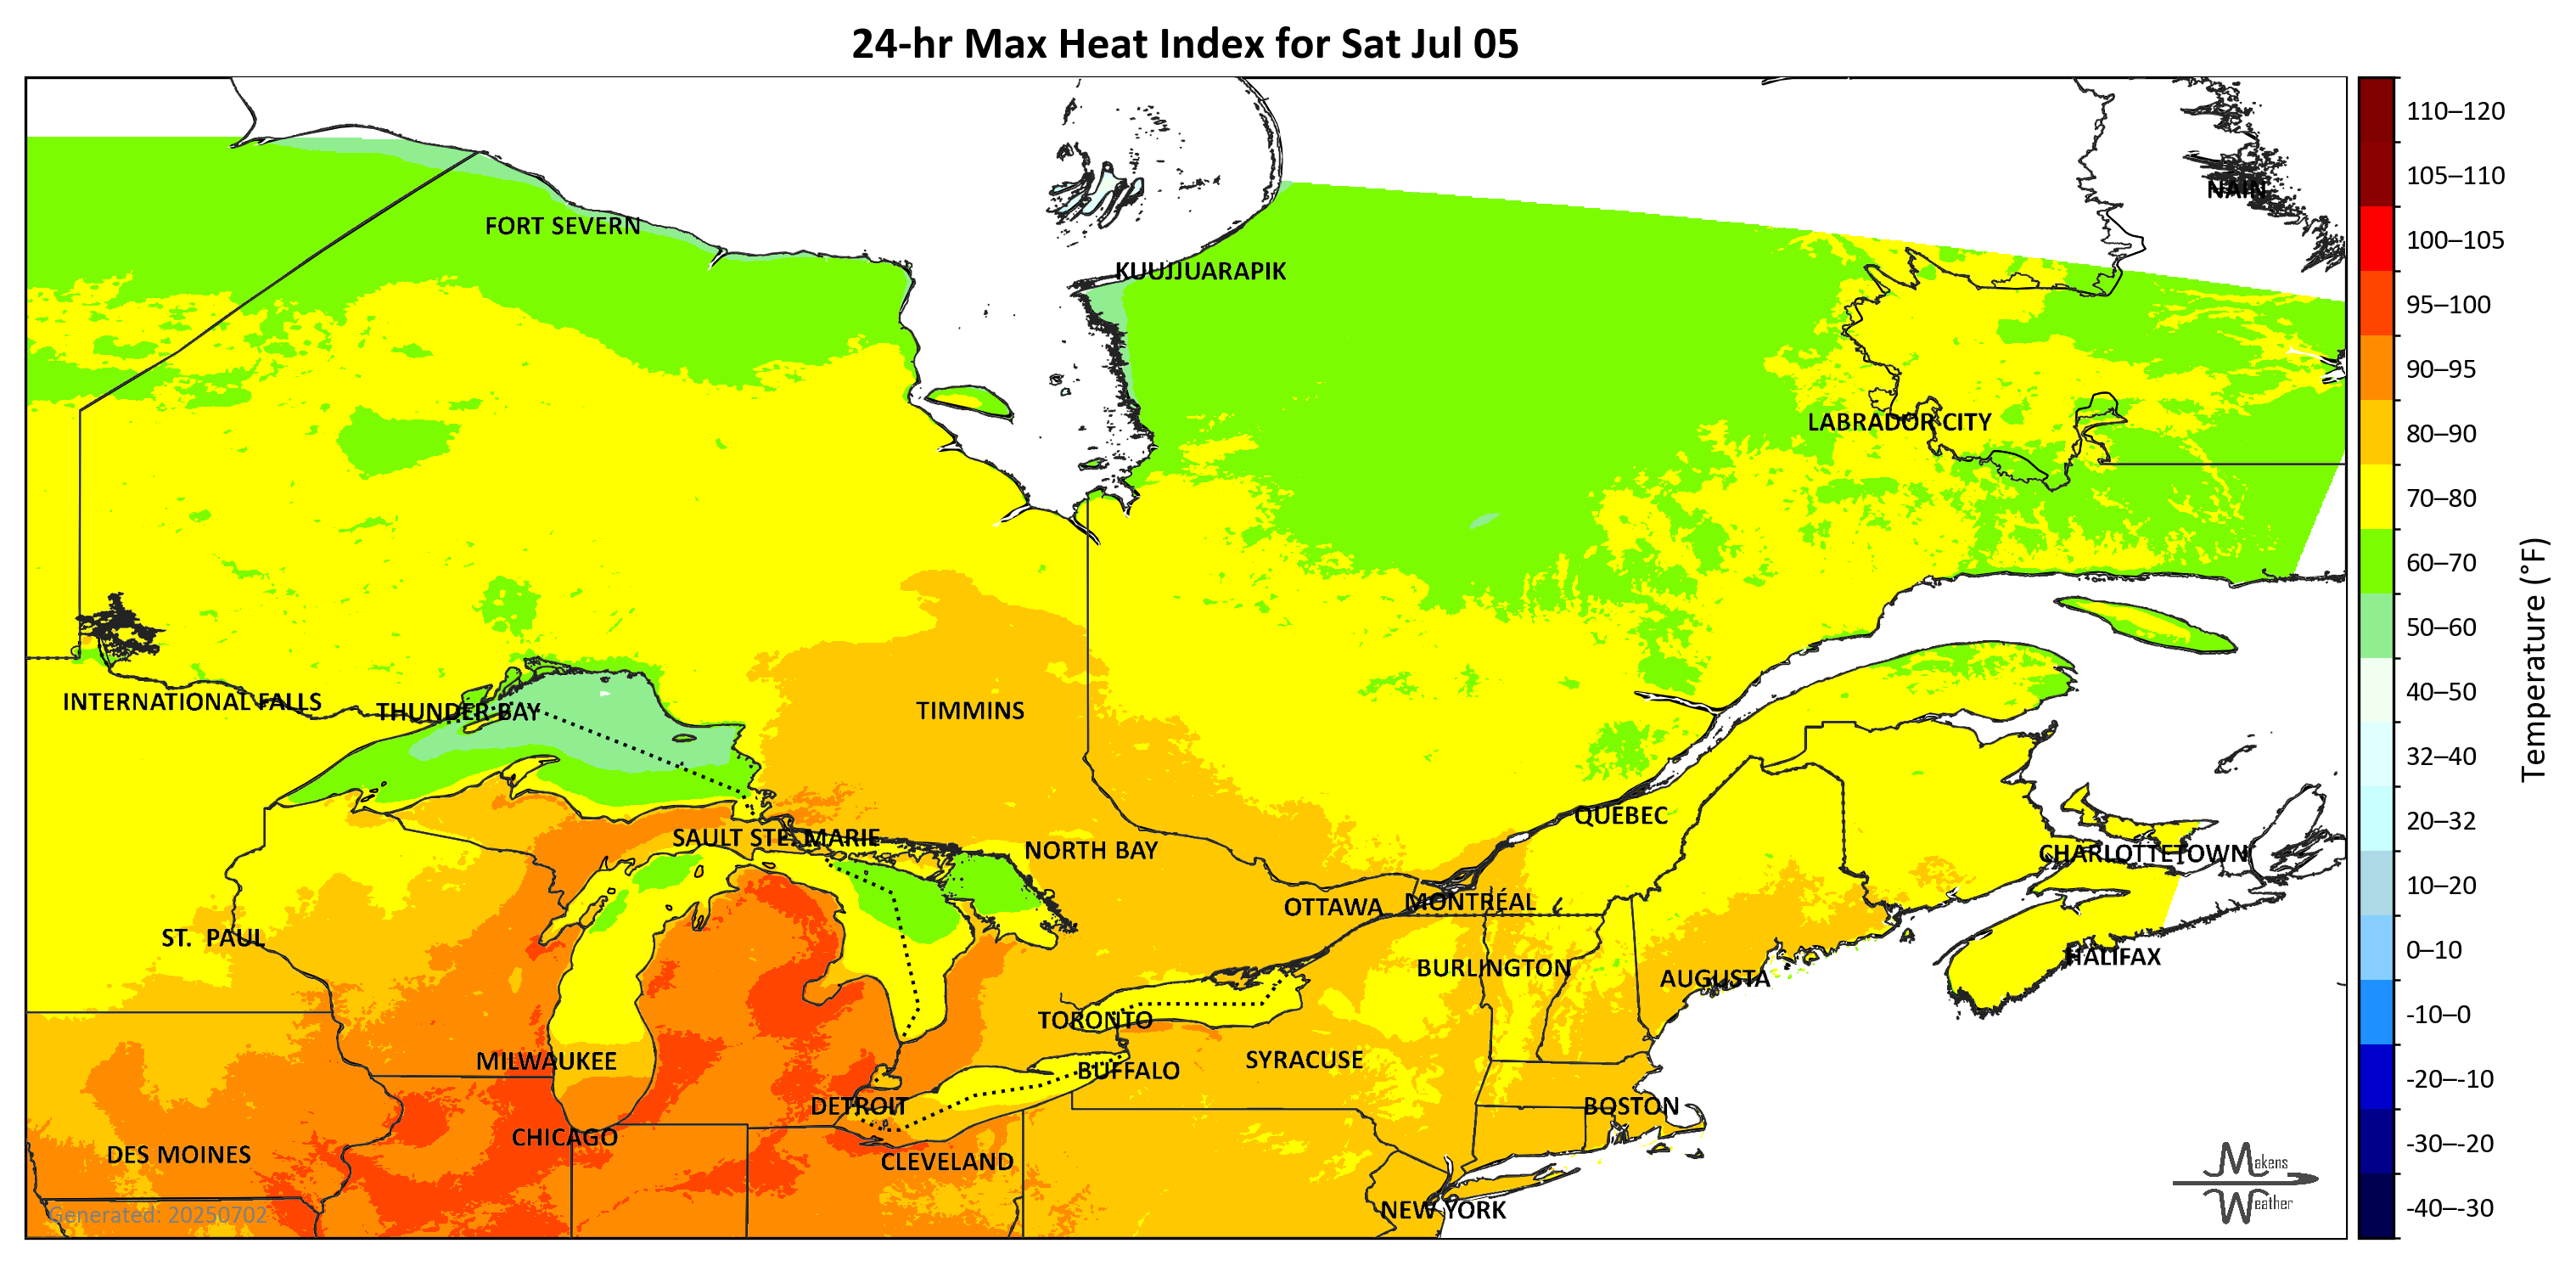 24-hr Max Heat Index for Sat Jul 05
NAIN
FORT SEVERN
KUUJJUARAPIK
LABRADOR CITY
INTERNATIONAL FALLS
THUNDER BAY
TIMMINS
QUEBEC
SAULT STE. MARIE
NORTH BAY
CHARLOTTETOWN
OTTAWA
MONTRÉAL
ST. PAUL
HALIFAX
BURLINGTON
AUGUSTA
TORONTO
MILWAUKEE
SYRACUSE
BUFFALO
DETROIT
BOSTON
CHICAGO
DES MOINES
CLEVELAND
NEW YORK
Generated: 20250702
Makens
Weather
110–120
105–110
100–105
95–100
90–95
80–90
70–80
60–70
50–60
40–50
32–40
20–32
10–20
0–10
-10–0
-20–-10
-30–-20
-40–-30
Temperature (°F)